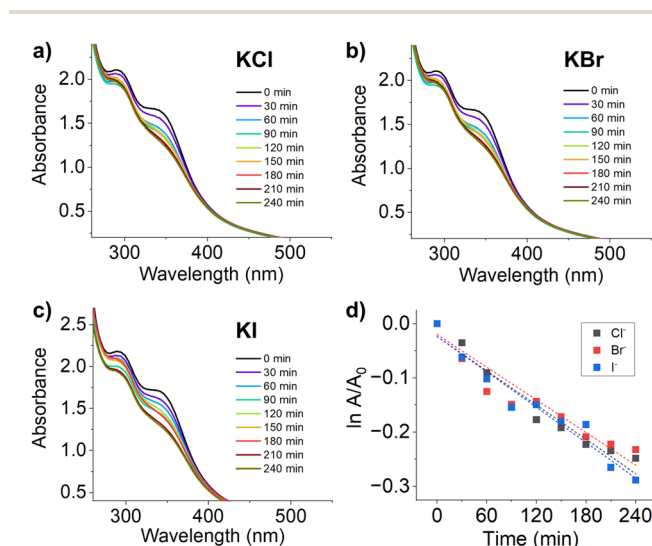 a) KCl
2.0
1.5
1.0
0.5
Absorbance
0 min
30 min
60 min
90 min
120 min
150 min
180 min
210 min
240 min
300 400 500
Wavelength (nm)
b) KBr
2.0
1.5
1.0
0.5
Absorbance
0 min
30 min
60 min
90 min
120 min
150 min
180 min
210 min
240 min
300 400 500
Wavelength (nm)
c) KI
2.5
2.0
1.5
1.0
0.5
Absorbance
0 min
30 min
60 min
90 min
120 min
150 min
180 min
210 min
240 min
300 400 500
Wavelength (nm)
d)
0.0
−0.1
−0.2
−0.3
ln A/A₀
Cl⁻
Br⁻
I⁻
0 60 120 180 240
Time (min)